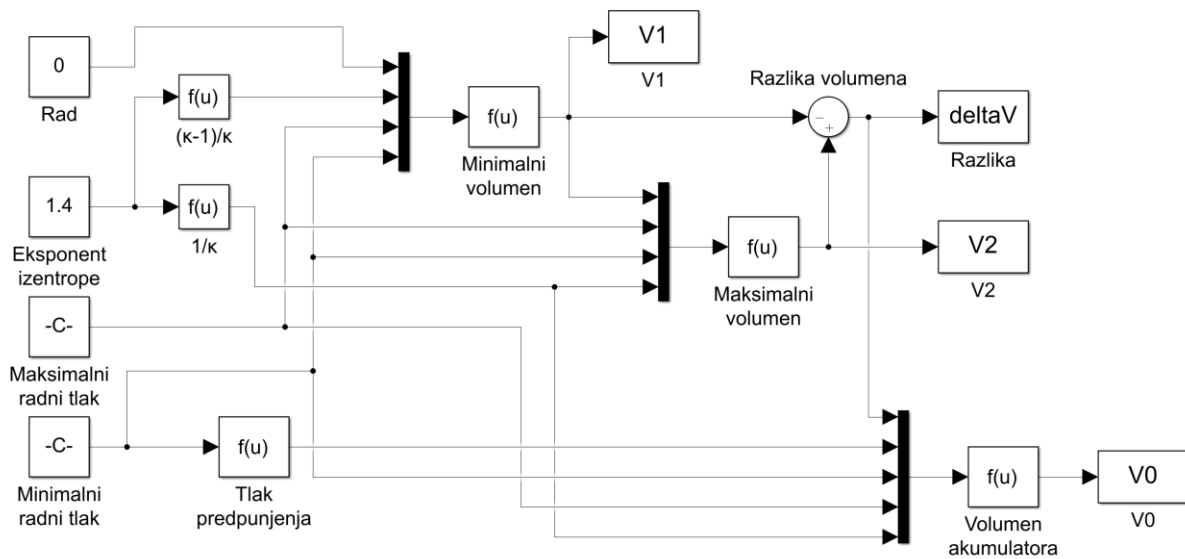 V1
V1
0
Rad
f(u)
(κ-1)/κ
f(u)
Minimalni
volumen
Razlika volumena
−
+
deltaV
Razlika
1.4
Eksponent
izentrope
f(u)
1/κ
f(u)
Maksimalni
volumen
V2
V2
-C-
Maksimalni
radni tlak
-C-
Minimalni
radni tlak
f(u)
Tlak
predpunjenja
f(u)
Volumen
akumulatora
V0
V0